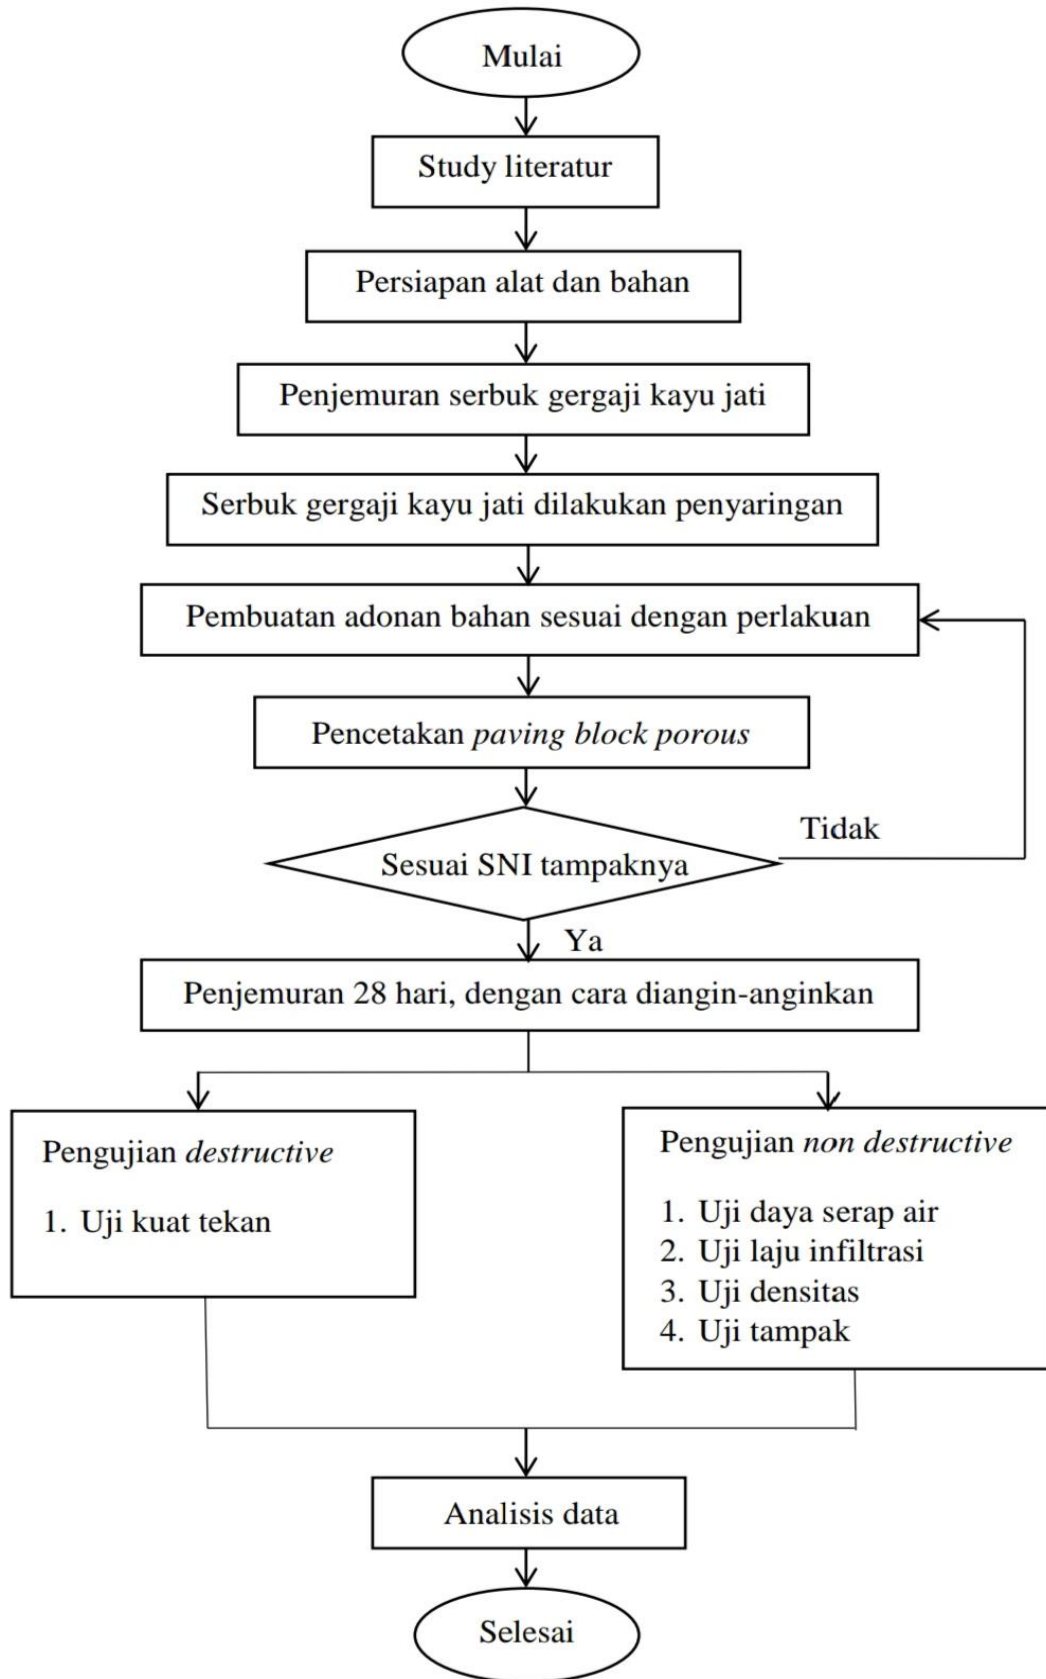 Mulai
Study literatur
Persiapan alat dan bahan
Penjemuran serbuk gergaji kayu jati
Serbuk gergaji kayu jati dilakukan penyaringan
Pembuatan adonan bahan sesuai dengan perlakuan
Pencetakan paving block porous
Sesuai SNI tampaknya
Tidak
Ya
Penjemuran 28 hari, dengan cara diangin-anginkan
Pengujian destructive
1. Uji kuat tekan
Pengujian non destructive
1. Uji daya serap air
2. Uji laju infiltrasi
3. Uji densitas
4. Uji tampak
Analisis data
Selesai